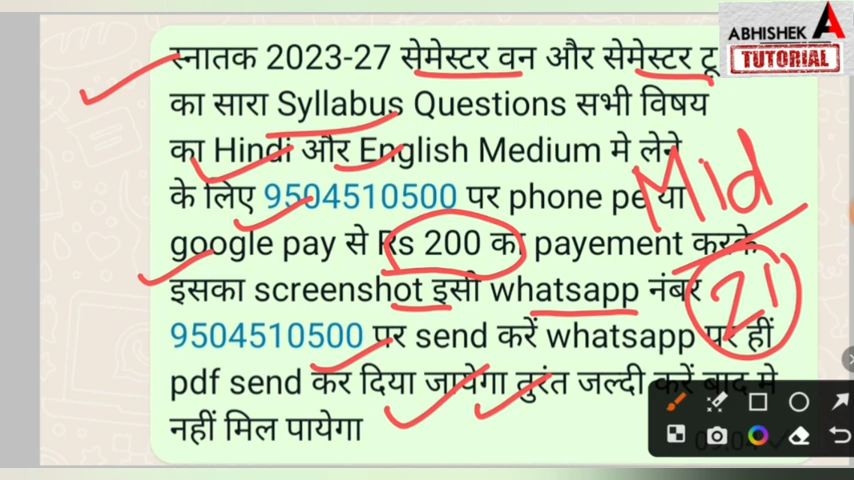 ABHISHEK A
TUTORIAL
स्नातक 2023-27 सेमेस्टर वन और सेमेस्टर टू
का सारा Syllabus Questions सभी विषय
का Hindi और English Medium मे लेने
के लिए 9504510500 पर phone pe या
google pay से Rs 200 का payement करके
इसका screenshot इसी whatsapp नंबर
9504510500 पर send करें whatsapp पर हीं
pdf send कर दिया जायेगा तुरंत जल्दी करें बाद मे
नहीं मिल पायेगा
Mid
21